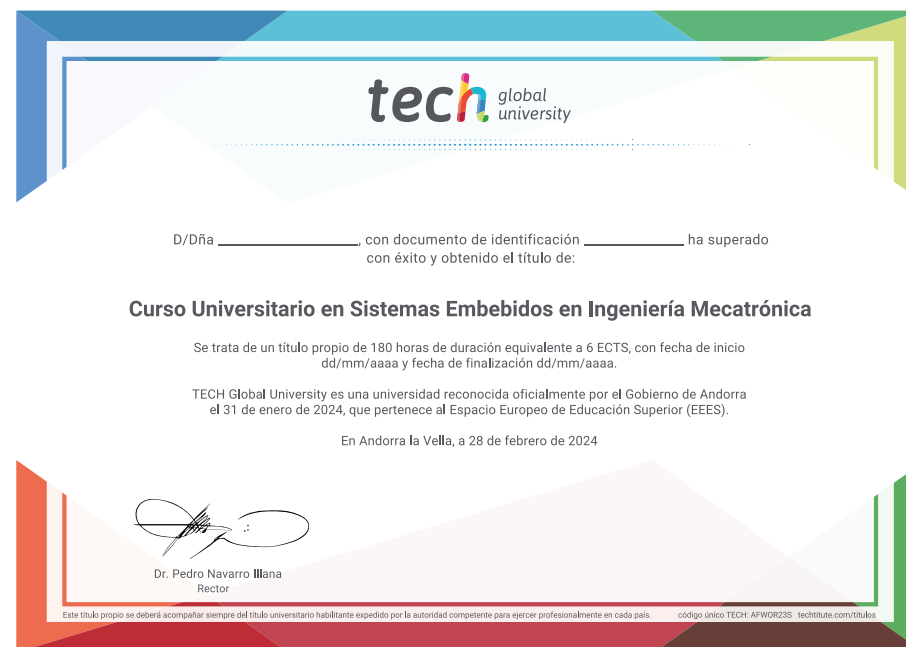 tech global university
D/Dña ____________________, con documento de identificación ______________ ha superado
con éxito y obtenido el título de:
Curso Universitario en Sistemas Embebidos en Ingeniería Mecatrónica
Se trata de un título propio de 180 horas de duración equivalente a 6 ECTS, con fecha de inicio
dd/mm/aaaa y fecha de finalización dd/mm/aaaa.
TECH Global University es una universidad reconocida oficialmente por el Gobierno de Andorra
el 31 de enero de 2024, que pertenece al Espacio Europeo de Educación Superior (EEES).
En Andorra la Vella, a 28 de febrero de 2024
Dr. Pedro Navarro Illana
Rector
Este título propio se deberá acompañar siempre del título universitario habilitante expedido por la autoridad competente para ejercer profesionalmente en cada país. código único TECH: AFWOR23S techtitute.com/titulos